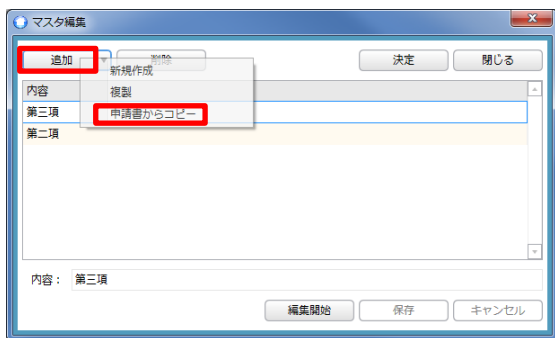 マスタ編集
追加 ▼ 削除 決定 閉じる
新規作成
内容 複製
第三項 申請書からコピー
第二項
内容： 第三項
編集開始 保存 キャンセル